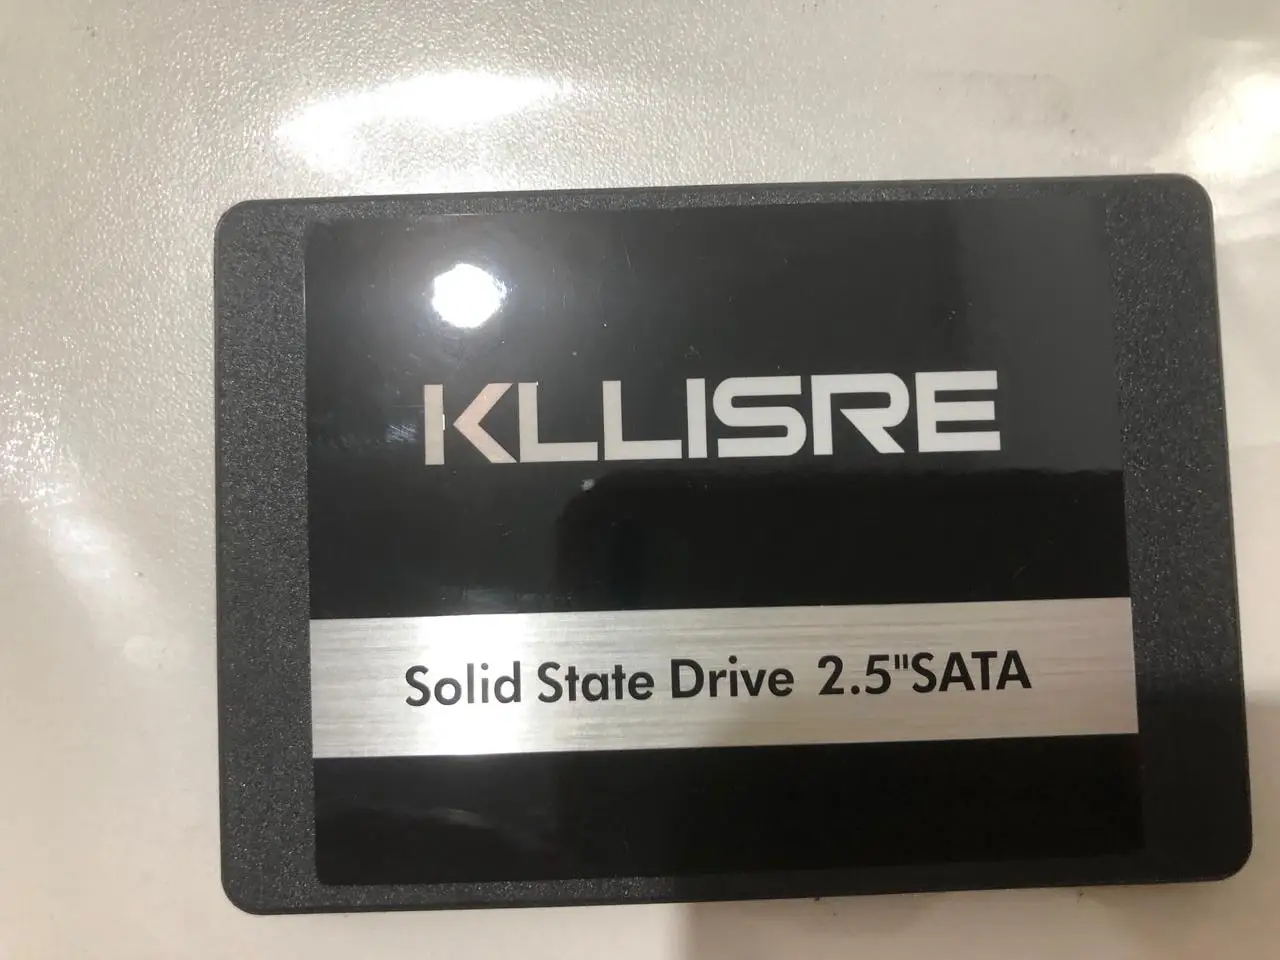 KLLISRE
Solid State Drive 2.5"SATA